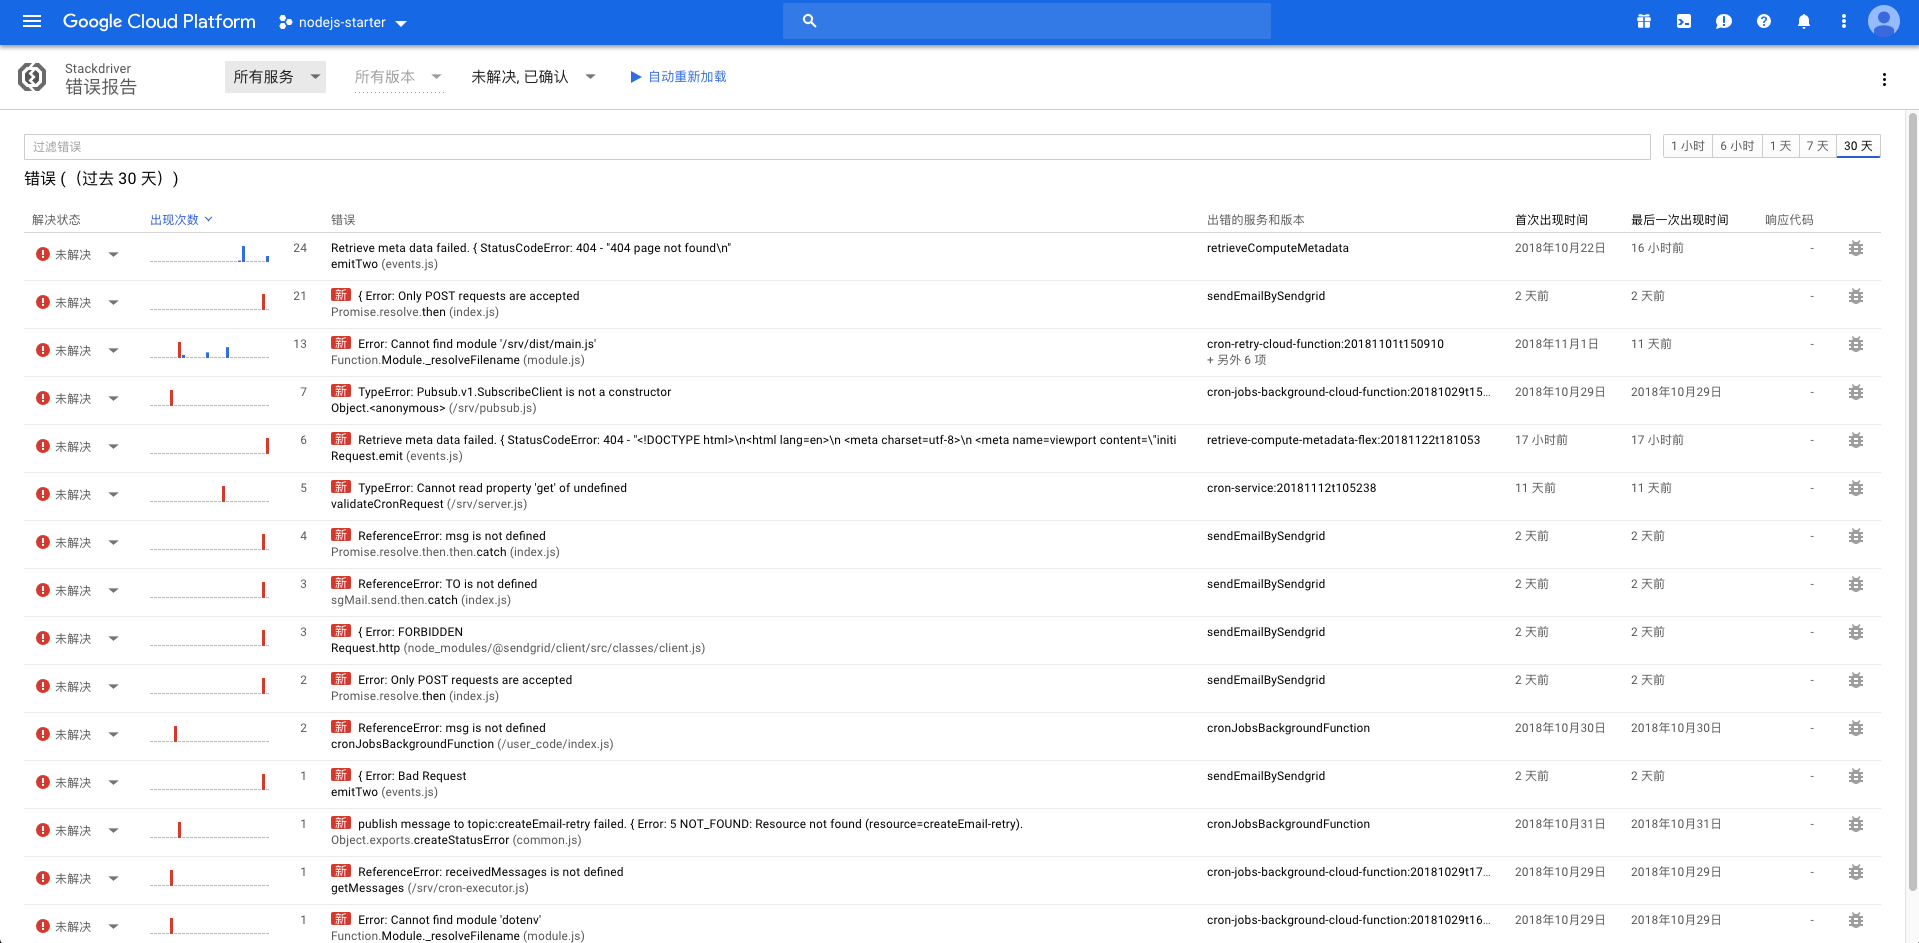 Google Cloud Platform nodejs-starter
Stackdriver
错误报告
所有服务 所有版本 未解决, 已确认 自动重新加载
过滤错误 1 小时 6 小时 1 天 7 天 30 天
错误 (（过去 30 天）)
解决状态 出现次数 错误 出错的服务和版本 首次出现时间 最后一次出现时间 响应代码
未解决 24 Retrieve meta data failed. { StatusCodeError: 404 - "404 page not found\n" retrieveComputeMetadata 2018年10月22日 16 小时前 -
emitTwo (events.js)
未解决 21 新 { Error: Only POST requests are accepted sendEmailBySendgrid 2 天前 2 天前 -
Promise.resolve.then (index.js)
未解决 13 新 Error: Cannot find module '/srv/dist/main.js' cron-retry-cloud-function:20181101t150910 2018年11月1日 11 天前 -
Function.Module._resolveFilename (module.js) + 另外 6 项
未解决 7 新 TypeError: Pubsub.v1.SubscribeClient is not a constructor cron-jobs-background-cloud-function:20181029t15... 2018年10月29日 2018年10月29日 -
Object.<anonymous> (/srv/pubsub.js)
未解决 6 新 Retrieve meta data failed. { StatusCodeError: 404 - "<!DOCTYPE html>\n<html lang=en>\n <meta charset=utf-8>\n <meta name=viewport content=\"initi retrieve-compute-metadata-flex:20181122t181053 17 小时前 17 小时前 -
Request.emit (events.js)
未解决 5 新 TypeError: Cannot read property 'get' of undefined cron-service:20181112t105238 11 天前 11 天前 -
validateCronRequest (/srv/server.js)
未解决 4 新 ReferenceError: msg is not defined sendEmailBySendgrid 2 天前 2 天前 -
Promise.resolve.then.then.catch (index.js)
未解决 3 新 ReferenceError: TO is not defined sendEmailBySendgrid 2 天前 2 天前 -
sgMail.send.then.catch (index.js)
未解决 3 新 { Error: FORBIDDEN sendEmailBySendgrid 2 天前 2 天前 -
Request.http (node_modules/@sendgrid/client/src/classes/client.js)
未解决 2 新 Error: Only POST requests are accepted sendEmailBySendgrid 2 天前 2 天前 -
Promise.resolve.then (index.js)
未解决 2 新 ReferenceError: msg is not defined cronJobsBackgroundFunction 2018年10月30日 2018年10月30日 -
cronJobsBackgroundFunction (/user_code/index.js)
未解决 1 新 { Error: Bad Request sendEmailBySendgrid 2 天前 2 天前 -
emitTwo (events.js)
未解决 1 新 publish message to topic:createEmail-retry failed. { Error: 5 NOT_FOUND: Resource not found (resource=createEmail-retry). cronJobsBackgroundFunction 2018年10月31日 2018年10月31日 -
Object.exports.createStatusError (common.js)
未解决 1 新 ReferenceError: receivedMessages is not defined cron-jobs-background-cloud-function:20181029t17... 2018年10月29日 2018年10月29日 -
getMessages (/srv/cron-executor.js)
未解决 1 新 Error: Cannot find module 'dotenv' cron-jobs-background-cloud-function:20181029t16... 2018年10月29日 2018年10月29日 -
Function.Module._resolveFilename (module.js)